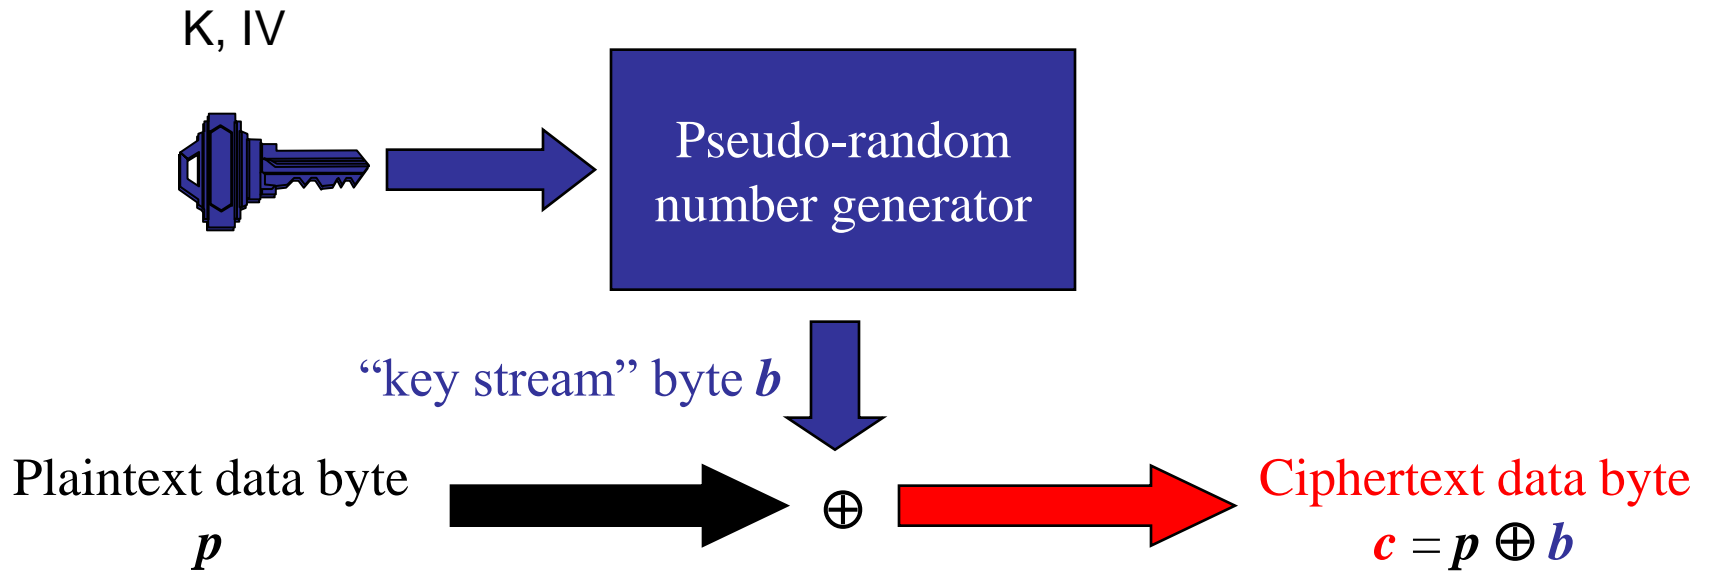 K, IV
Pseudo-random
number generator
“key stream” byte b
Plaintext data byte
p
⊕
Ciphertext data byte
c = p ⊕ b